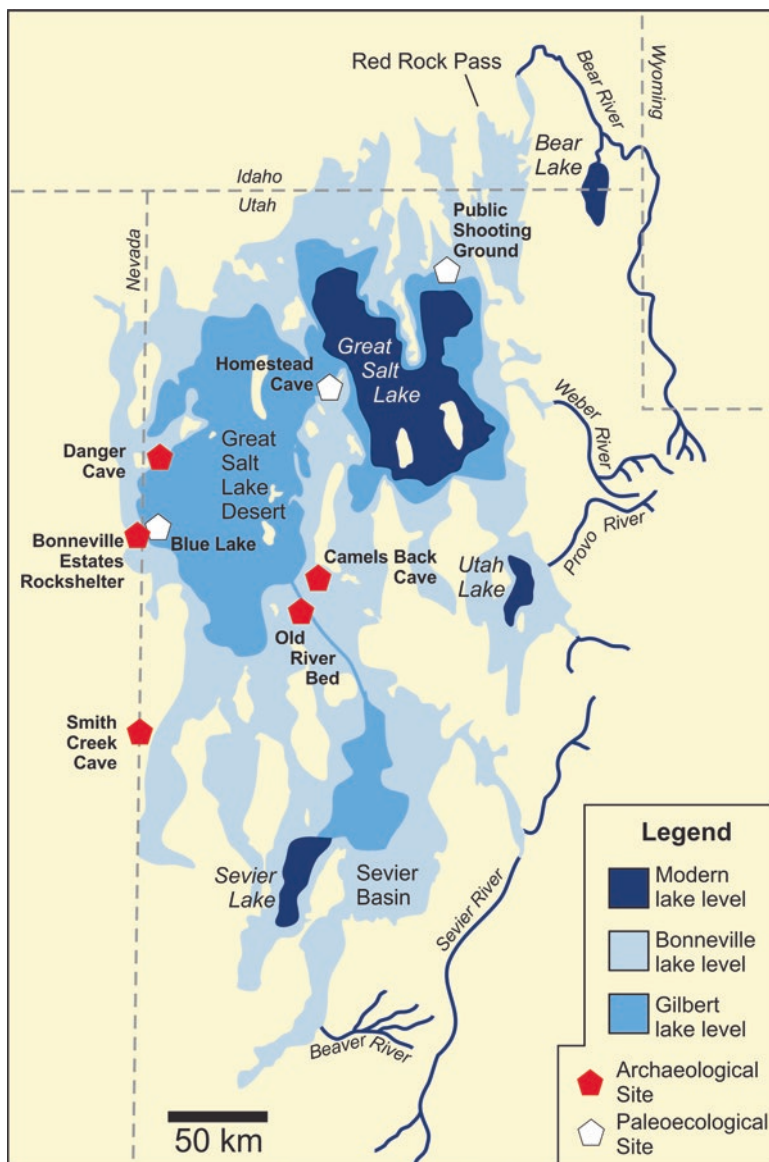 Red Rock Pass
Bear River
Wyoming
Bear
Lake
Idaho
Utah
Nevada
Public
Shooting
Ground
Great
Salt
Lake
Homestead
Cave
Weber
River
Danger
Cave
Great
Salt
Lake
Desert
Provo River
Bonneville
Estates
Rockshelter
Blue Lake
Camels Back
Cave
Utah
Lake
Old
River
Bed
Smith
Creek
Cave
Sevier
Lake
Sevier
Basin
Sevier River
Beaver River
50 km
Legend
Modern
lake level
Bonneville
lake level
Gilbert
lake level
Archaeological
Site
Paleoecological
Site